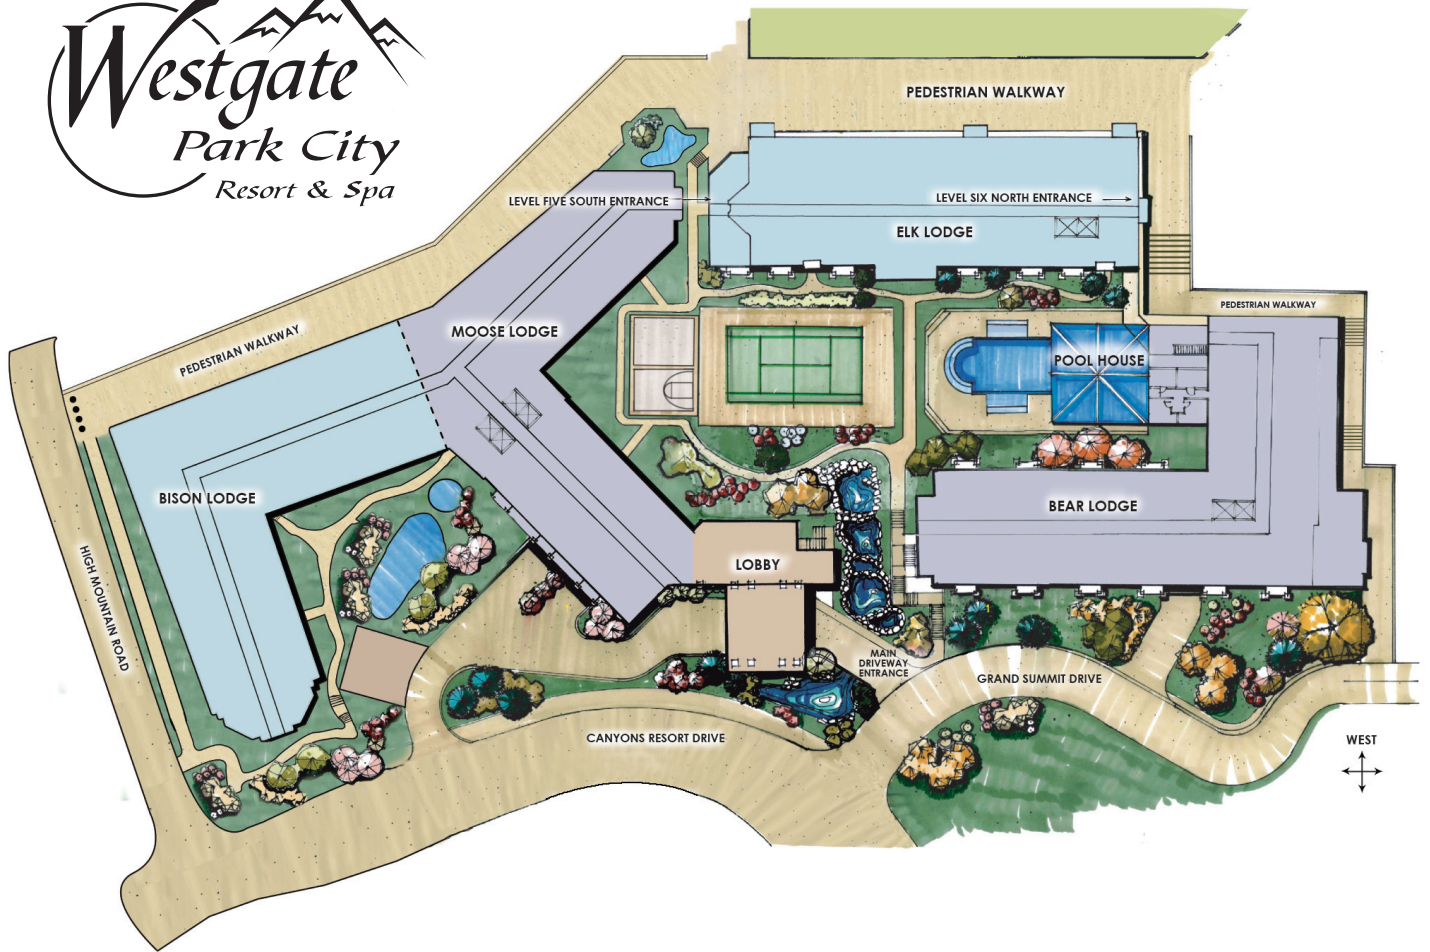 Westgate
Park City
Resort & Spa
PEDESTRIAN WALKWAY
LEVEL FIVE SOUTH ENTRANCE
LEVEL SIX NORTH ENTRANCE
ELK LODGE
PEDESTRIAN WALKWAY
MOOSE LODGE
PEDESTRIAN WALKWAY
POOL HOUSE
BISON LODGE
BEAR LODGE
HIGH MOUNTAIN ROAD
LOBBY
1
MAIN
DRIVEWAY
ENTRANCE
GRAND SUMMIT DRIVE
CANYONS RESORT DRIVE
WEST